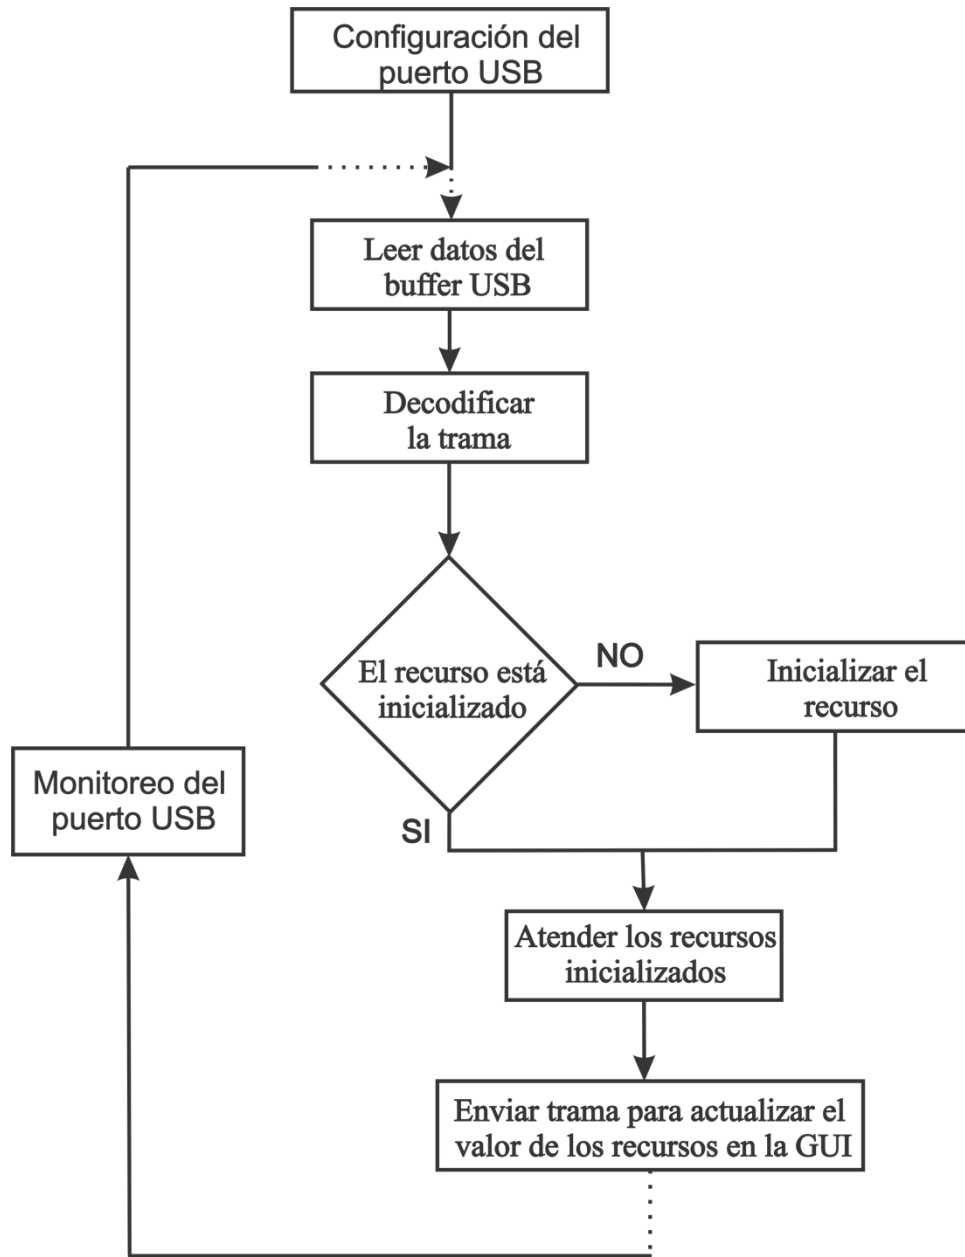 Configuración del
puerto USB
Leer datos del
buffer USB
Decodificar
la trama
El recurso está
inicializado
NO
Inicializar el
recurso
Monitoreo del
puerto USB
SI
Atender los recursos
inicializados
Enviar trama para actualizar el
valor de los recursos en la GUI